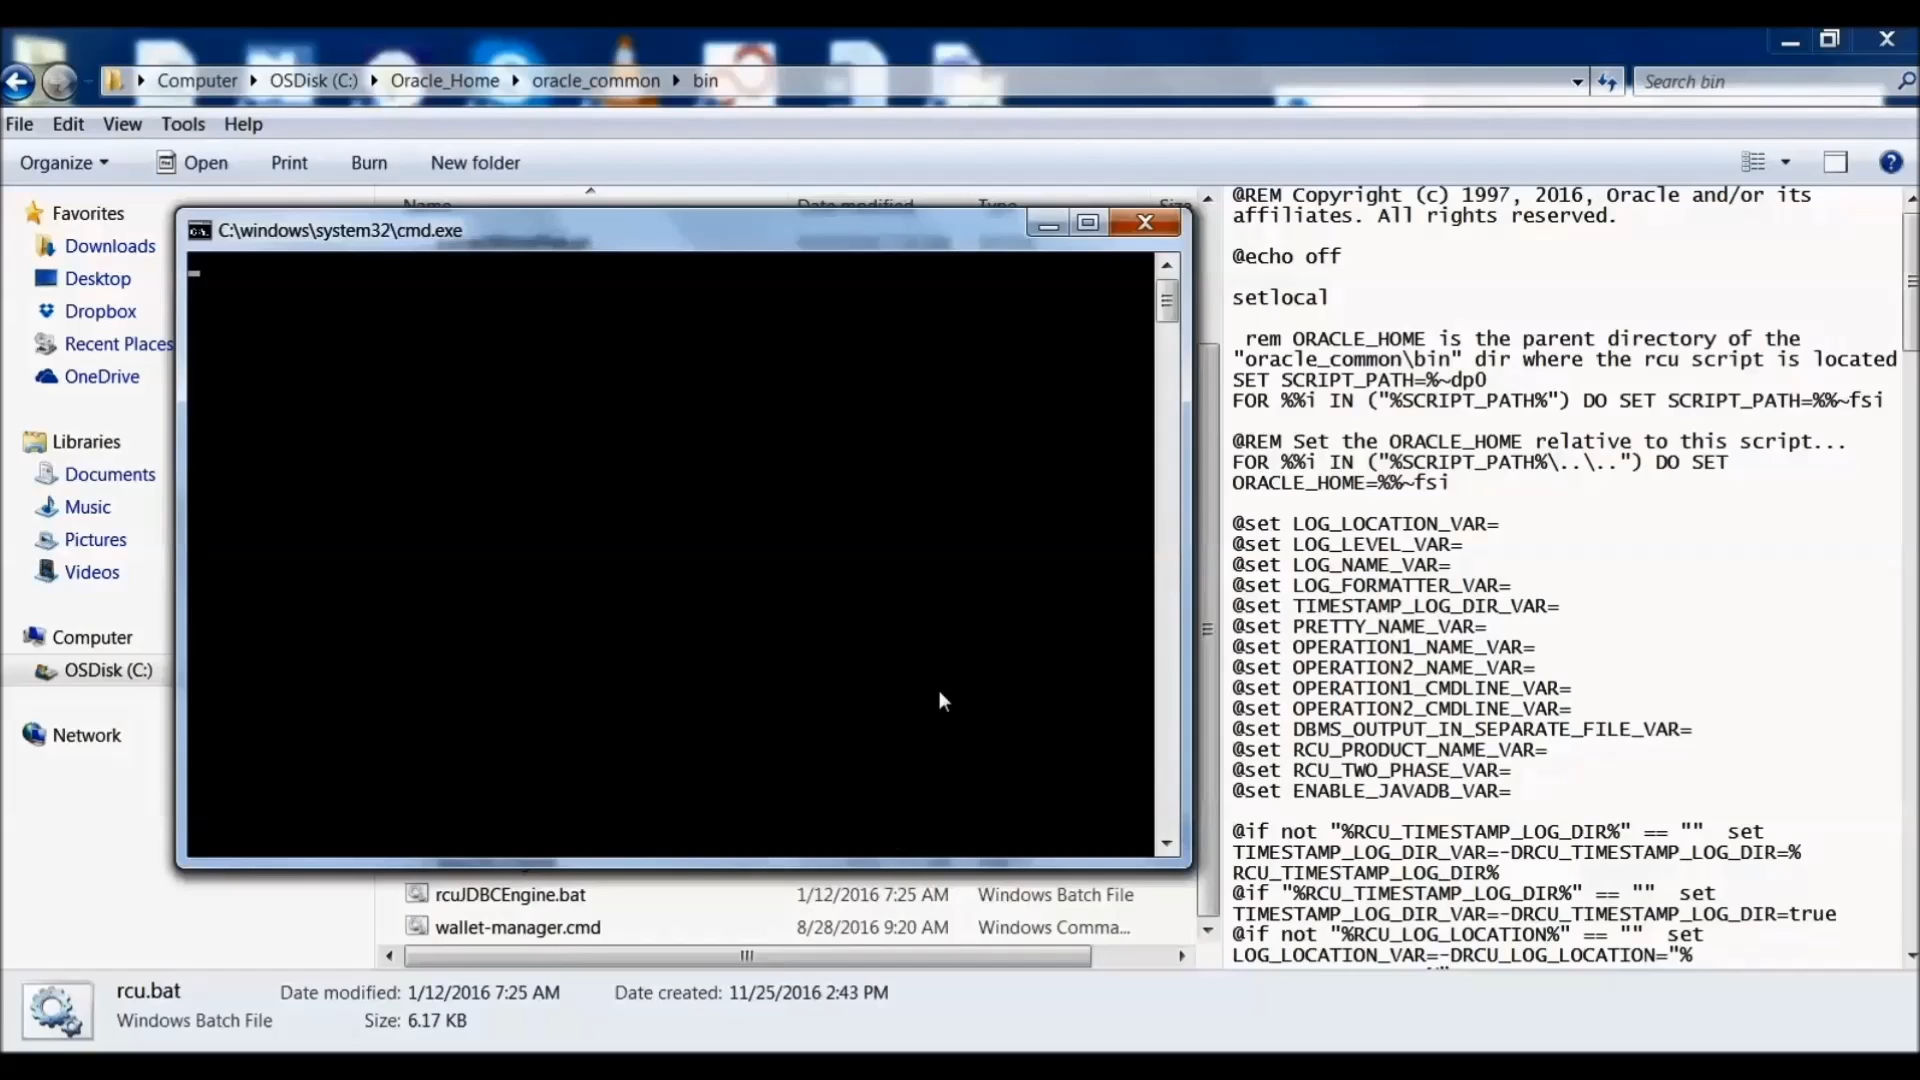 Computer OSDisk (C:) Oracle_Home oracle_common bin
Search bin
File Edit View Tools Help
Organize Open Print Burn New folder
Favorites
Downloads
Desktop
Dropbox
Recent Places
OneDrive
Libraries
Documents
Music
Pictures
Videos
Computer
OSDisk (C:)
Network
Name Date modified Type Size
C:\windows\system32\cmd.exe
rcuJDBCEngine.bat 1/12/2016 7:25 AM Windows Batch File
wallet-manager.cmd 8/28/2016 9:20 AM Windows Comma...
@REM Copyright (c) 1997, 2016, Oracle and/or its
affiliates. All rights reserved.
@echo off
setlocal
rem ORACLE_HOME is the parent directory of the
"oracle_common\bin" dir where the rcu script is located
SET SCRIPT_PATH=%~dp0
FOR %%i IN ("%SCRIPT_PATH%") DO SET SCRIPT_PATH=%%~fsi
@REM Set the ORACLE_HOME relative to this script...
FOR %%i IN ("%SCRIPT_PATH%\..\..") DO SET
ORACLE_HOME=%%~fsi
@set LOG_LOCATION_VAR=
@set LOG_LEVEL_VAR=
@set LOG_NAME_VAR=
@set LOG_FORMATTER_VAR=
@set TIMESTAMP_LOG_DIR_VAR=
@set PRETTY_NAME_VAR=
@set OPERATION1_NAME_VAR=
@set OPERATION2_NAME_VAR=
@set OPERATION1_CMDLINE_VAR=
@set OPERATION2_CMDLINE_VAR=
@set DBMS_OUTPUT_IN_SEPARATE_FILE_VAR=
@set RCU_PRODUCT_NAME_VAR=
@set RCU_TWO_PHASE_VAR=
@set ENABLE_JAVADB_VAR=
@if not "%RCU_TIMESTAMP_LOG_DIR%" == "" set
TIMESTAMP_LOG_DIR_VAR=-DRCU_TIMESTAMP_LOG_DIR=%
RCU_TIMESTAMP_LOG_DIR%
@if "%RCU_TIMESTAMP_LOG_DIR%" == "" set
TIMESTAMP_LOG_DIR_VAR=-DRCU_TIMESTAMP_LOG_DIR=true
@if not "%RCU_LOG_LOCATION%" == "" set
LOG_LOCATION_VAR=-DRCU_LOG_LOCATION="%
rcu.bat Date modified: 1/12/2016 7:25 AM Date created: 11/25/2016 2:43 PM
Windows Batch File Size: 6.17 KB